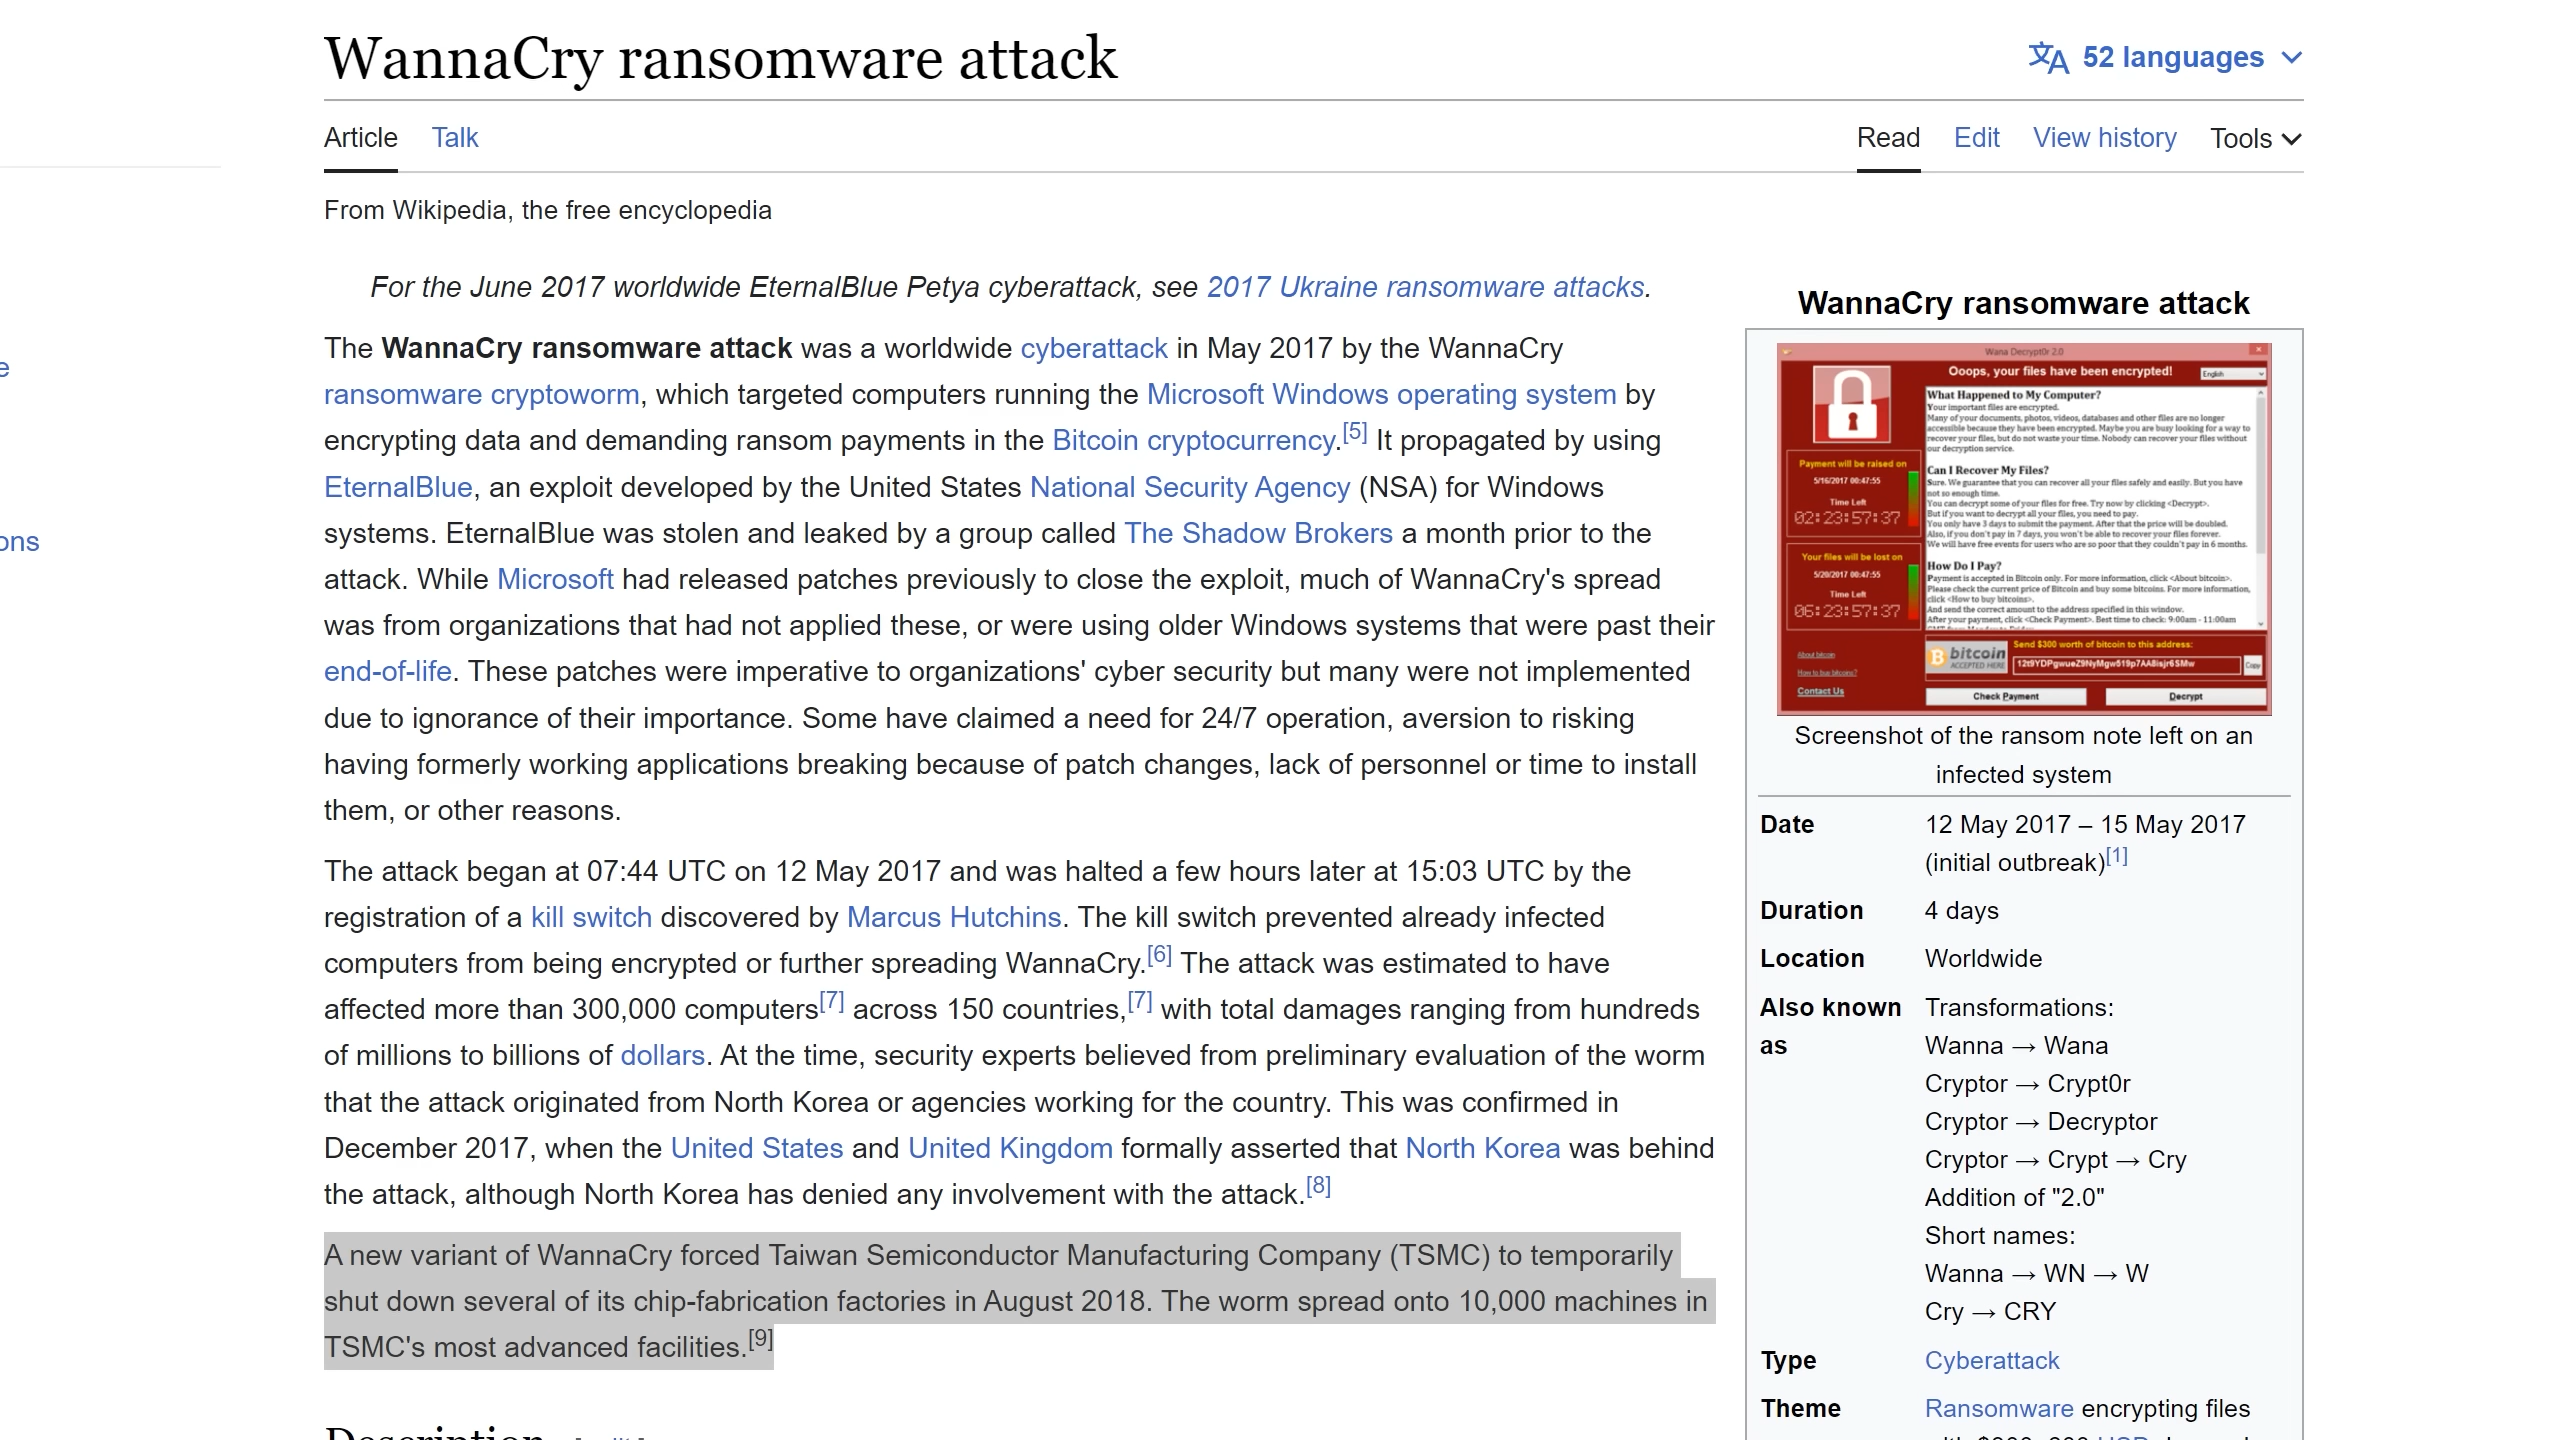 WannaCry ransomware attack
52 languages
Article Talk
Read Edit View history Tools
From Wikipedia, the free encyclopedia
For the June 2017 worldwide EternalBlue Petya cyberattack, see 2017 Ukraine ransomware attacks.
The WannaCry ransomware attack was a worldwide cyberattack in May 2017 by the WannaCry
ransomware cryptoworm, which targeted computers running the Microsoft Windows operating system by
encrypting data and demanding ransom payments in the Bitcoin cryptocurrency.[5] It propagated by using
EternalBlue, an exploit developed by the United States National Security Agency (NSA) for Windows
systems. EternalBlue was stolen and leaked by a group called The Shadow Brokers a month prior to the
attack. While Microsoft had released patches previously to close the exploit, much of WannaCry's spread
was from organizations that had not applied these, or were using older Windows systems that were past their
end-of-life. These patches were imperative to organizations' cyber security but many were not implemented
due to ignorance of their importance. Some have claimed a need for 24/7 operation, aversion to risking
having formerly working applications breaking because of patch changes, lack of personnel or time to install
them, or other reasons.
The attack began at 07:44 UTC on 12 May 2017 and was halted a few hours later at 15:03 UTC by the
registration of a kill switch discovered by Marcus Hutchins. The kill switch prevented already infected
computers from being encrypted or further spreading WannaCry.[6] The attack was estimated to have
affected more than 300,000 computers[7] across 150 countries,[7] with total damages ranging from hundreds
of millions to billions of dollars. At the time, security experts believed from preliminary evaluation of the worm
that the attack originated from North Korea or agencies working for the country. This was confirmed in
December 2017, when the United States and United Kingdom formally asserted that North Korea was behind
the attack, although North Korea has denied any involvement with the attack.[8]
A new variant of WannaCry forced Taiwan Semiconductor Manufacturing Company (TSMC) to temporarily
shut down several of its chip-fabrication factories in August 2018. The worm spread onto 10,000 machines in
TSMC's most advanced facilities.[9]
Description
WannaCry ransomware attack
Wana Decrypt0r 2.0
Ooops, your files have been encrypted!
English
Payment will be raised on
5/16/2017 00:47:55
Time Left
02:23:57:37
Your files will be lost on
5/20/2017 00:47:55
Time Left
06:23:57:37
About bitcoin
How to buy bitcoins?
Contact Us
What Happened to My Computer?
Your important files are encrypted.
Many of your documents, photos, videos, databases and other files are no longer
accessible because they have been encrypted. Maybe you are busy looking for a way to
recover your files, but do not waste your time. Nobody can recover your files without
our decryption service.
Can I Recover My Files?
Sure. We guarantee that you can recover all your files safely and easily. But you have
not so enough time.
You can decrypt some of your files for free. Try now by clicking <Decrypt>.
But if you want to decrypt all your files, you need to pay.
You only have 3 days to submit the payment. After that the price will be doubled.
Also, if you don't pay in 7 days, you won't be able to recover your files forever.
We will have free events for users who are so poor that they couldn't pay in 6 months.
How Do I Pay?
Payment is accepted in Bitcoin only. For more information, click <About bitcoin>.
Please check the current price of Bitcoin and buy some bitcoins. For more information,
click <How to buy bitcoins>.
And send the correct amount to the address specified in this window.
After your payment, click <Check Payment>. Best time to check: 9:00am - 11:00am
bitcoin
ACCEPTED HERE
Send $300 worth of bitcoin to this address:
Copy
Check Payment
Decrypt
Screenshot of the ransom note left on an
infected system
Date 12 May 2017 – 15 May 2017
(initial outbreak)[1]
Duration 4 days
Location Worldwide
Also known as Transformations:
Wanna → Wana
Cryptor → Crypt0r
Cryptor → Decryptor
Cryptor → Crypt → Cry
Addition of "2.0"
Short names:
Wanna → WN → W
Cry → CRY
Type Cyberattack
Theme Ransomware encrypting files